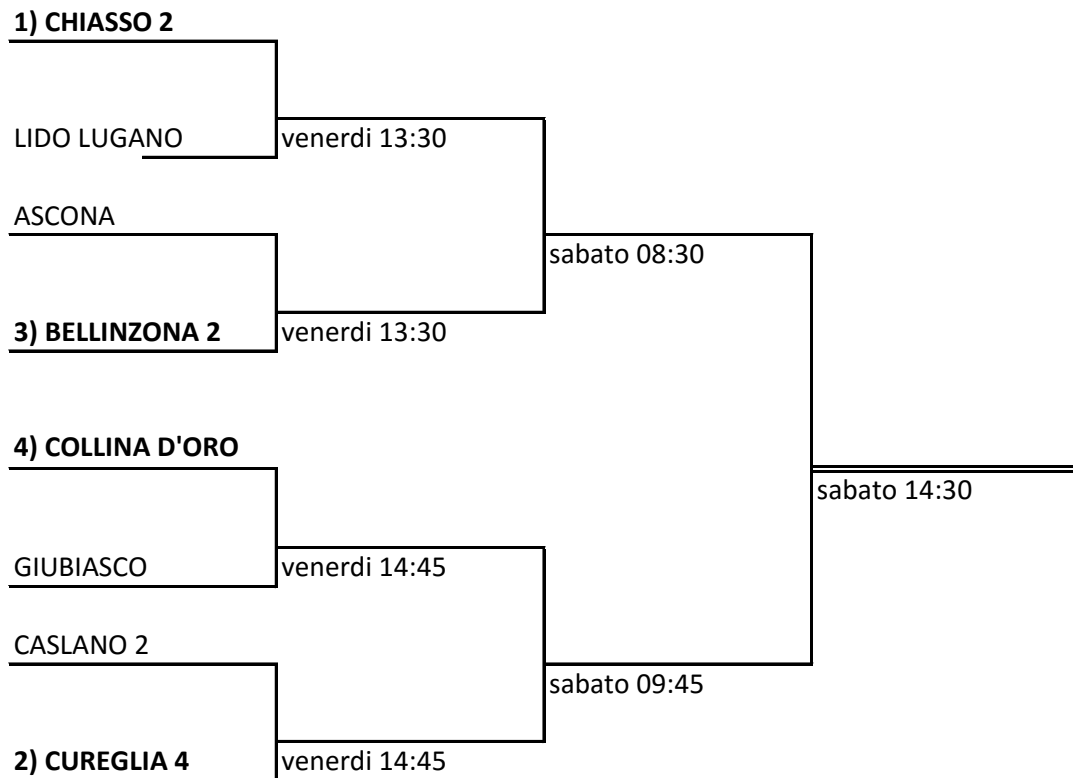 1) CHIASSO 2
LIDO LUGANO
venerdi 13:30
ASCONA
sabato 08:30
3) BELLINZONA 2
venerdi 13:30
4) COLLINA D'ORO
sabato 14:30
GIUBIASCO
venerdi 14:45
CASLANO 2
sabato 09:45
2) CUREGLIA 4
venerdi 14:45